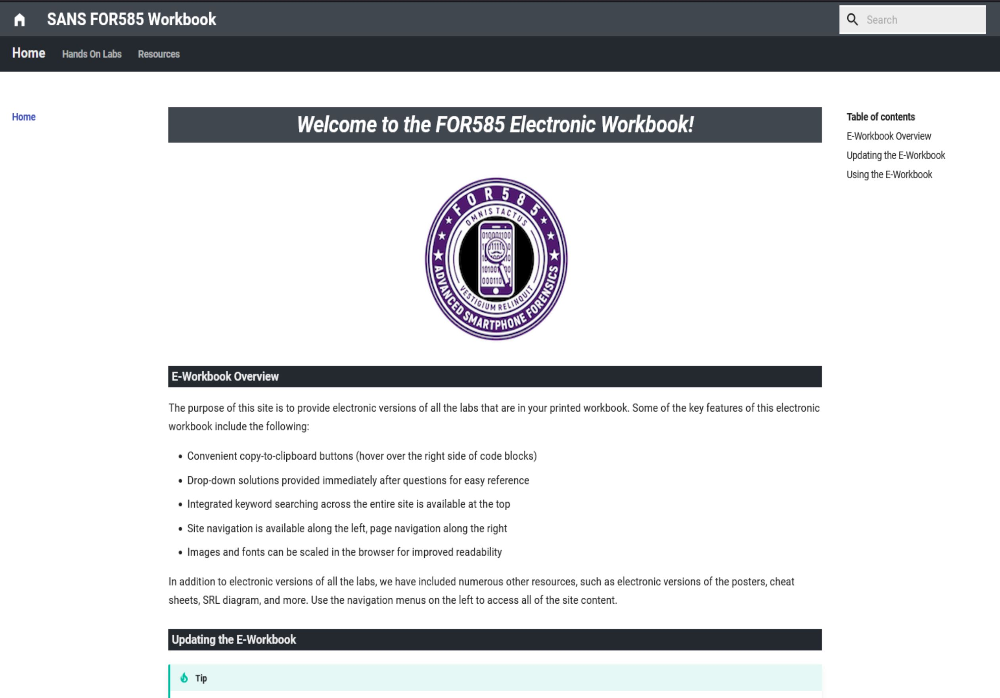 SANS FOR585 Workbook
Search
Home
Hands On Labs
Resources
Home
Welcome to the FOR585 Electronic Workbook!
Table of contents
E-Workbook Overview
Updating the E-Workbook
Using the E-Workbook
FOR585
OMNIS TACTUS
010001100
101001
00
000110
VESTIGIUM RELINQUIT
ADVANCED SMARTPHONE FORENSICS
E-Workbook Overview
The purpose of this site is to provide electronic versions of all the labs that are in your printed workbook. Some of the key features of this electronic
workbook include the following:
• Convenient copy-to-clipboard buttons (hover over the right side of code blocks)
• Drop-down solutions provided immediately after questions for easy reference
• Integrated keyword searching across the entire site is available at the top
• Site navigation is available along the left, page navigation along the right
• Images and fonts can be scaled in the browser for improved readability
In addition to electronic versions of all the labs, we have included numerous other resources, such as electronic versions of the posters, cheat
sheets, SRL diagram, and more. Use the navigation menus on the left to access all of the site content.
Updating the E-Workbook
Tip